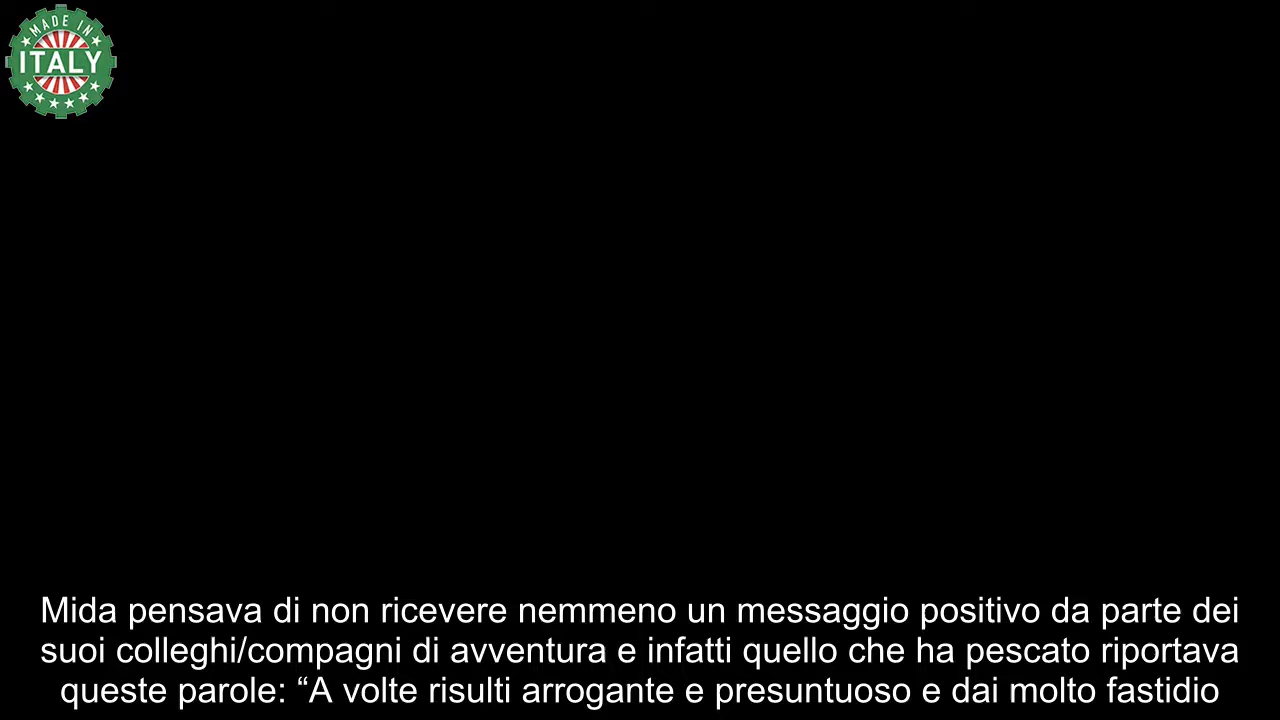 MADE IN
ITALY
Mida pensava di non ricevere nemmeno un messaggio positivo da parte dei
suoi colleghi/compagni di avventura e infatti quello che ha pescato riportava
queste parole: “A volte risulti arrogante e presuntuoso e dai molto fastidio